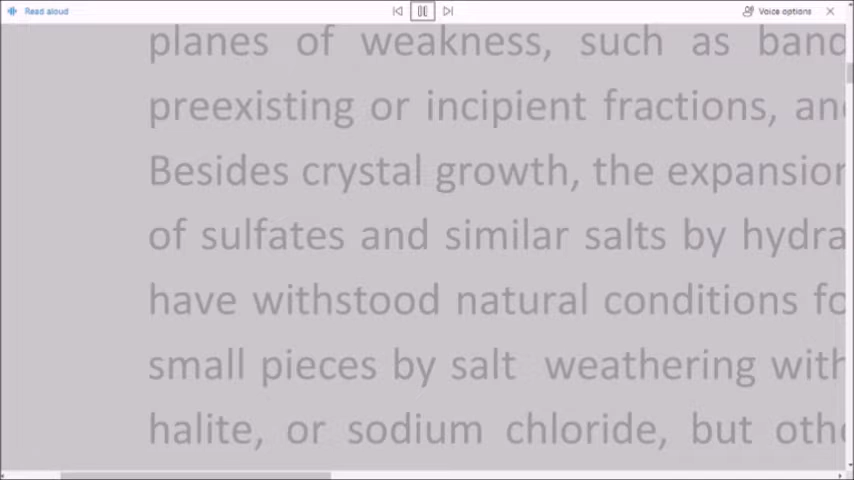 Read aloud
Voice options
planes of weakness, such as band
preexisting or incipient fractions, and
Besides crystal growth, the expansion
of sulfates and similar salts by hydra
have withstood natural conditions fo
small pieces by salt weathering with
halite, or sodium chloride, but othe